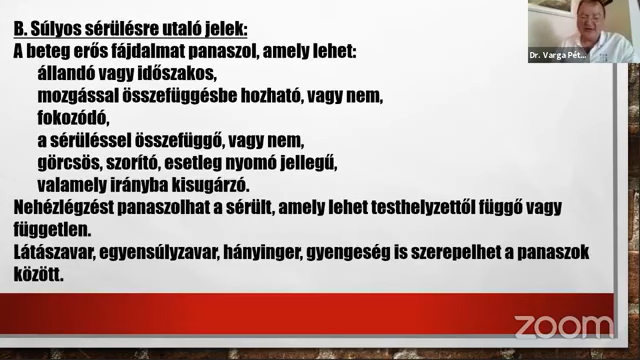 B. Súlyos sérülésre utaló jelek:
A beteg erős fájdalmat panaszol, amely lehet:
állandó vagy időszakos,
mozgással összefüggésbe hozható, vagy nem,
fokozódó,
a sérüléssel összefüggő, vagy nem,
görcsös, szorító, esetleg nyomó jellegű,
valamely irányba kisugárzó.
Nehézlégzést panaszolhat a sérült, amely lehet testhelyzettől függő vagy
független.
Látászavar, egyensúlyzavar, hányinger, gyengeség is szerepelhet a panaszok
között.
Dr. Varga Pét...
zoom